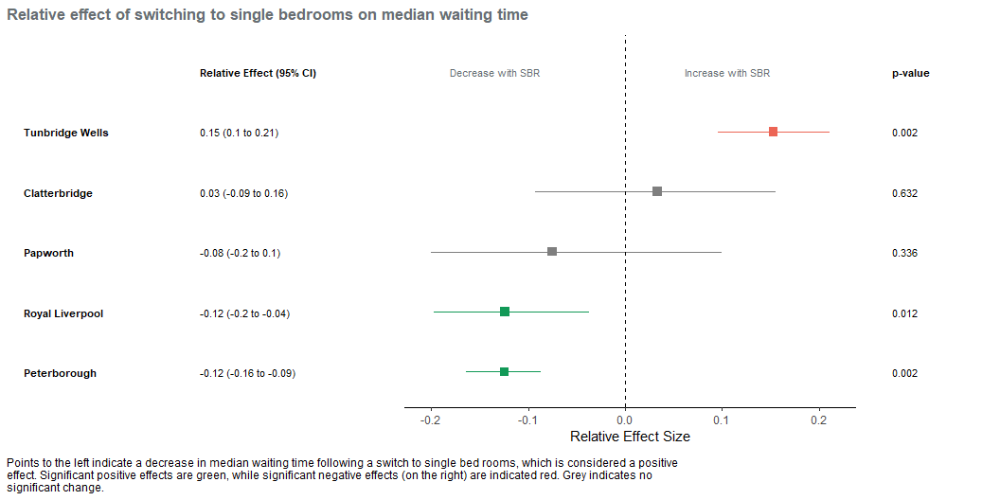 Relative effect of switching to single bedrooms on median waiting time
Relative Effect (95% CI) Decrease with SBR Increase with SBR p-value
Tunbridge Wells 0.15 (0.1 to 0.21) 0.002
Clatterbridge 0.03 (-0.09 to 0.16) 0.632
Papworth -0.08 (-0.2 to 0.1) 0.336
Royal Liverpool -0.12 (-0.2 to -0.04) 0.012
Peterborough -0.12 (-0.16 to -0.09) 0.002
-0.2 -0.1 0.0 0.1 0.2
Relative Effect Size
Points to the left indicate a decrease in median waiting time following a switch to single bed rooms, which is considered a positive
effect. Significant positive effects are green, while significant negative effects (on the right) are indicated red. Grey indicates no
significant change.